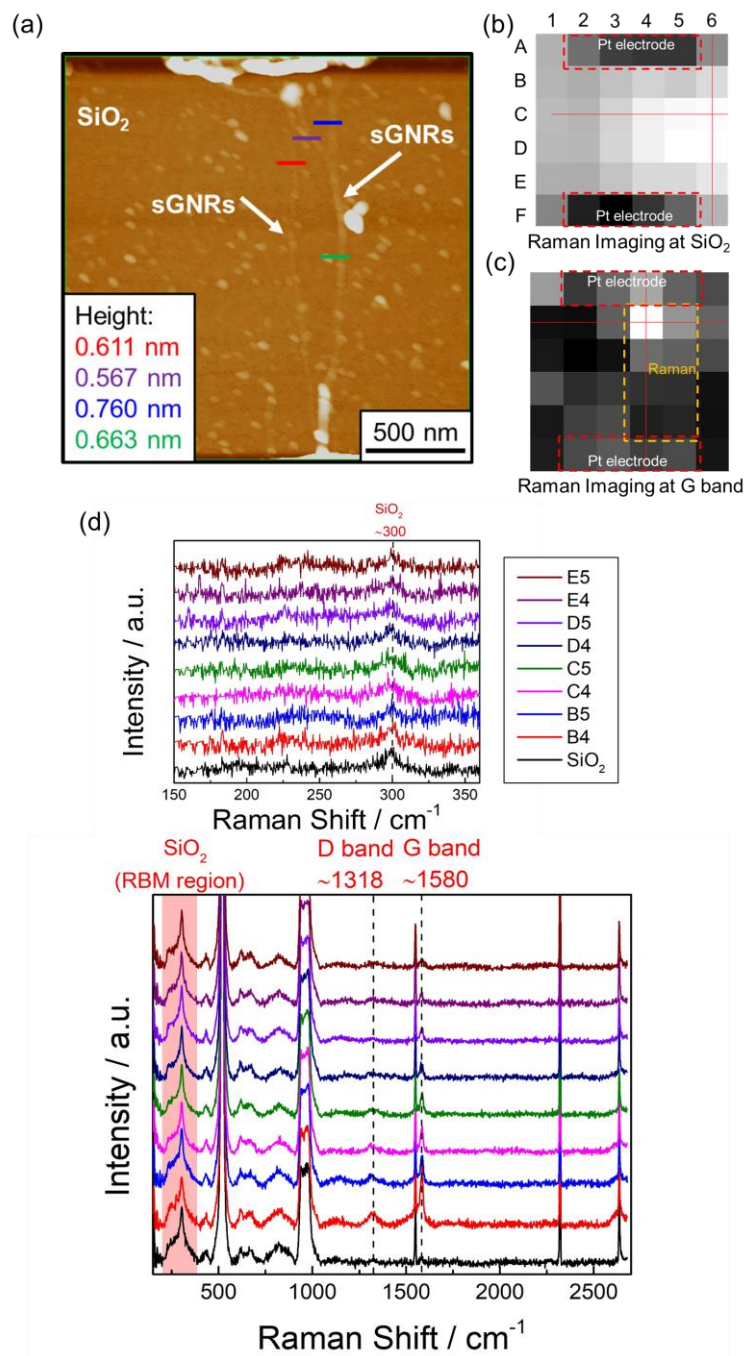 (a)
SiO₂
sGNRs
sGNRs
Height:
0.611 nm
0.567 nm
0.760 nm
0.663 nm
500 nm
(b)
1 2 3 4 5 6
A
B
C
D
E
F
Pt electrode
Pt electrode
Raman Imaging at SiO₂
(c)
Pt electrode
Raman
Pt electrode
Raman Imaging at G band
(d)
SiO₂
~300
Intensity / a.u.
150 200 250 300 350
Raman Shift / cm⁻¹
E5
E4
D5
D4
C5
C4
B5
B4
SiO₂
SiO₂ D band G band
(RBM region) ~1318 ~1580
Intensity / a.u.
500 1000 1500 2000 2500
Raman Shift / cm⁻¹